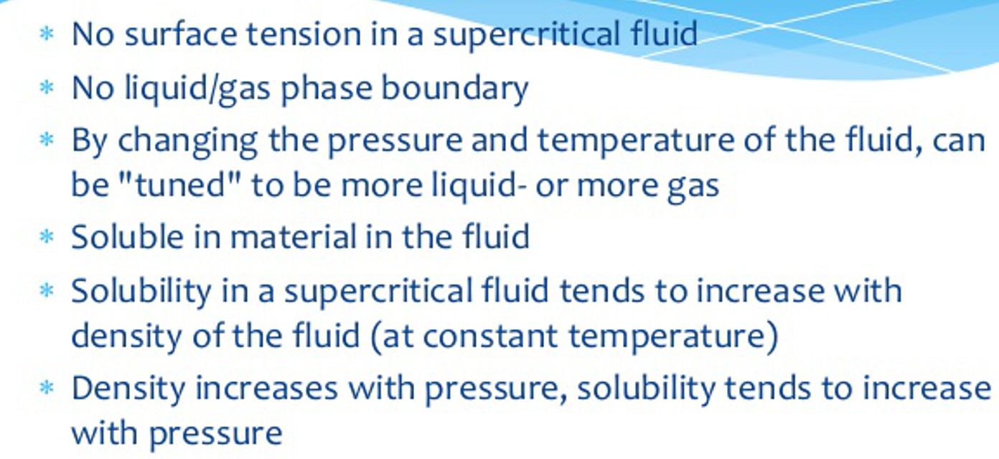 * No surface tension in a supercritical fluid
* No liquid/gas phase boundary
* By changing the pressure and temperature of the fluid, can
be "tuned" to be more liquid- or more gas
* Soluble in material in the fluid
* Solubility in a supercritical fluid tends to increase with
density of the fluid (at constant temperature)
* Density increases with pressure, solubility tends to increase
with pressure